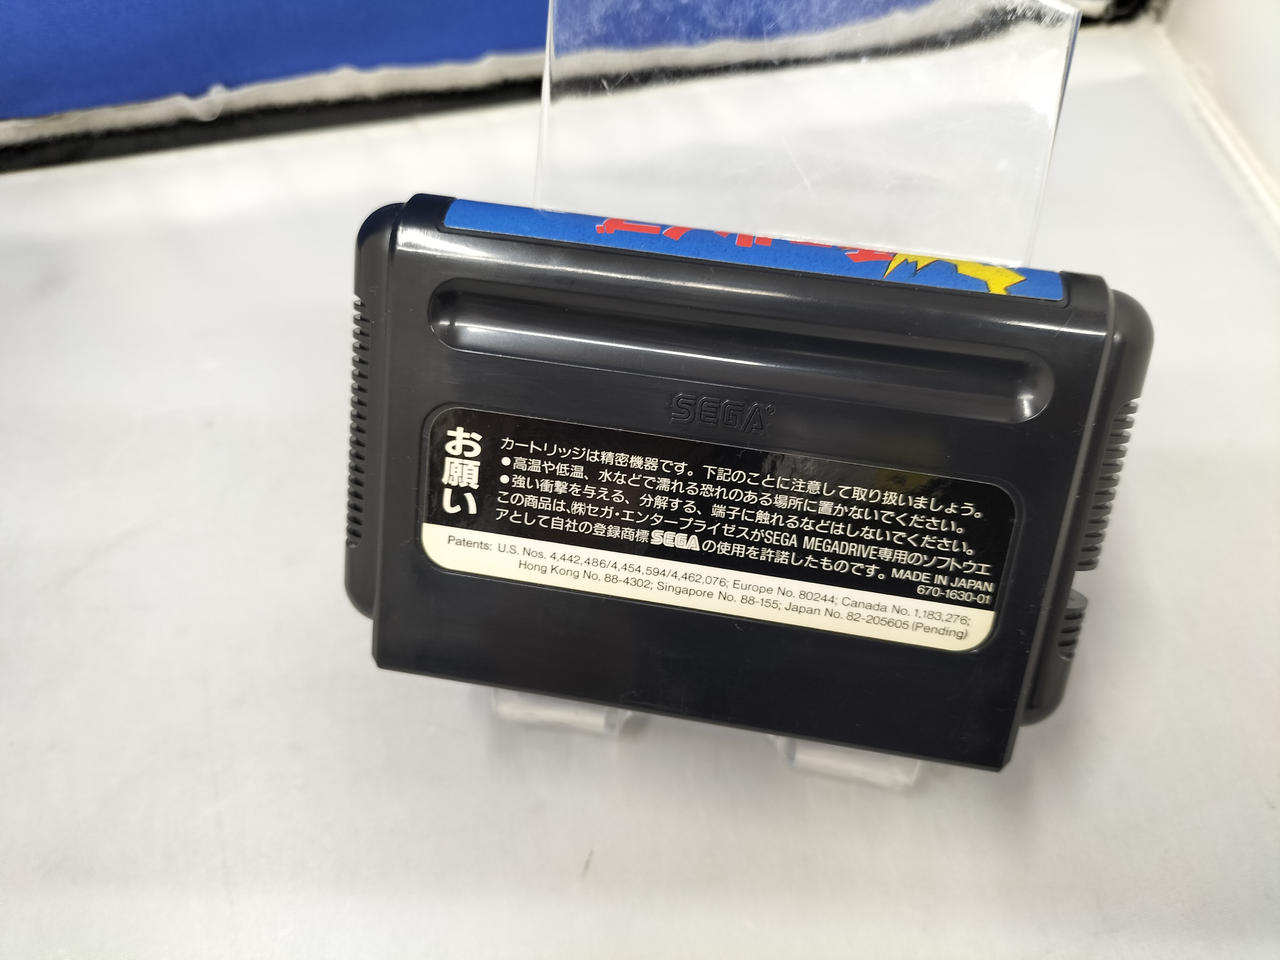 SEGA
お願い
カートリッジは精密機器です。下記のことに注意して取り扱いましょう。
●高温や低温、水などで濡れる恐れのある場所に置かないでください。
●強い衝撃を与える、分解する、端子に触れるなどはしないでください。
この商品は、㈱セガ・エンタープライゼスがSEGA MEGADRIVE専用のソフトウエ
アとして自社の登録商標SEGAの使用を許諾したものです。MADE IN JAPAN
670-1630-01
Patents: U.S. Nos. 4,442,486/4,454,594/4,462,076; Europe No. 80244; Canada No. 1,183,276;
Hong Kong No. 88-4302; Singapore No. 88-155; Japan No. 82-205605 (Pending)